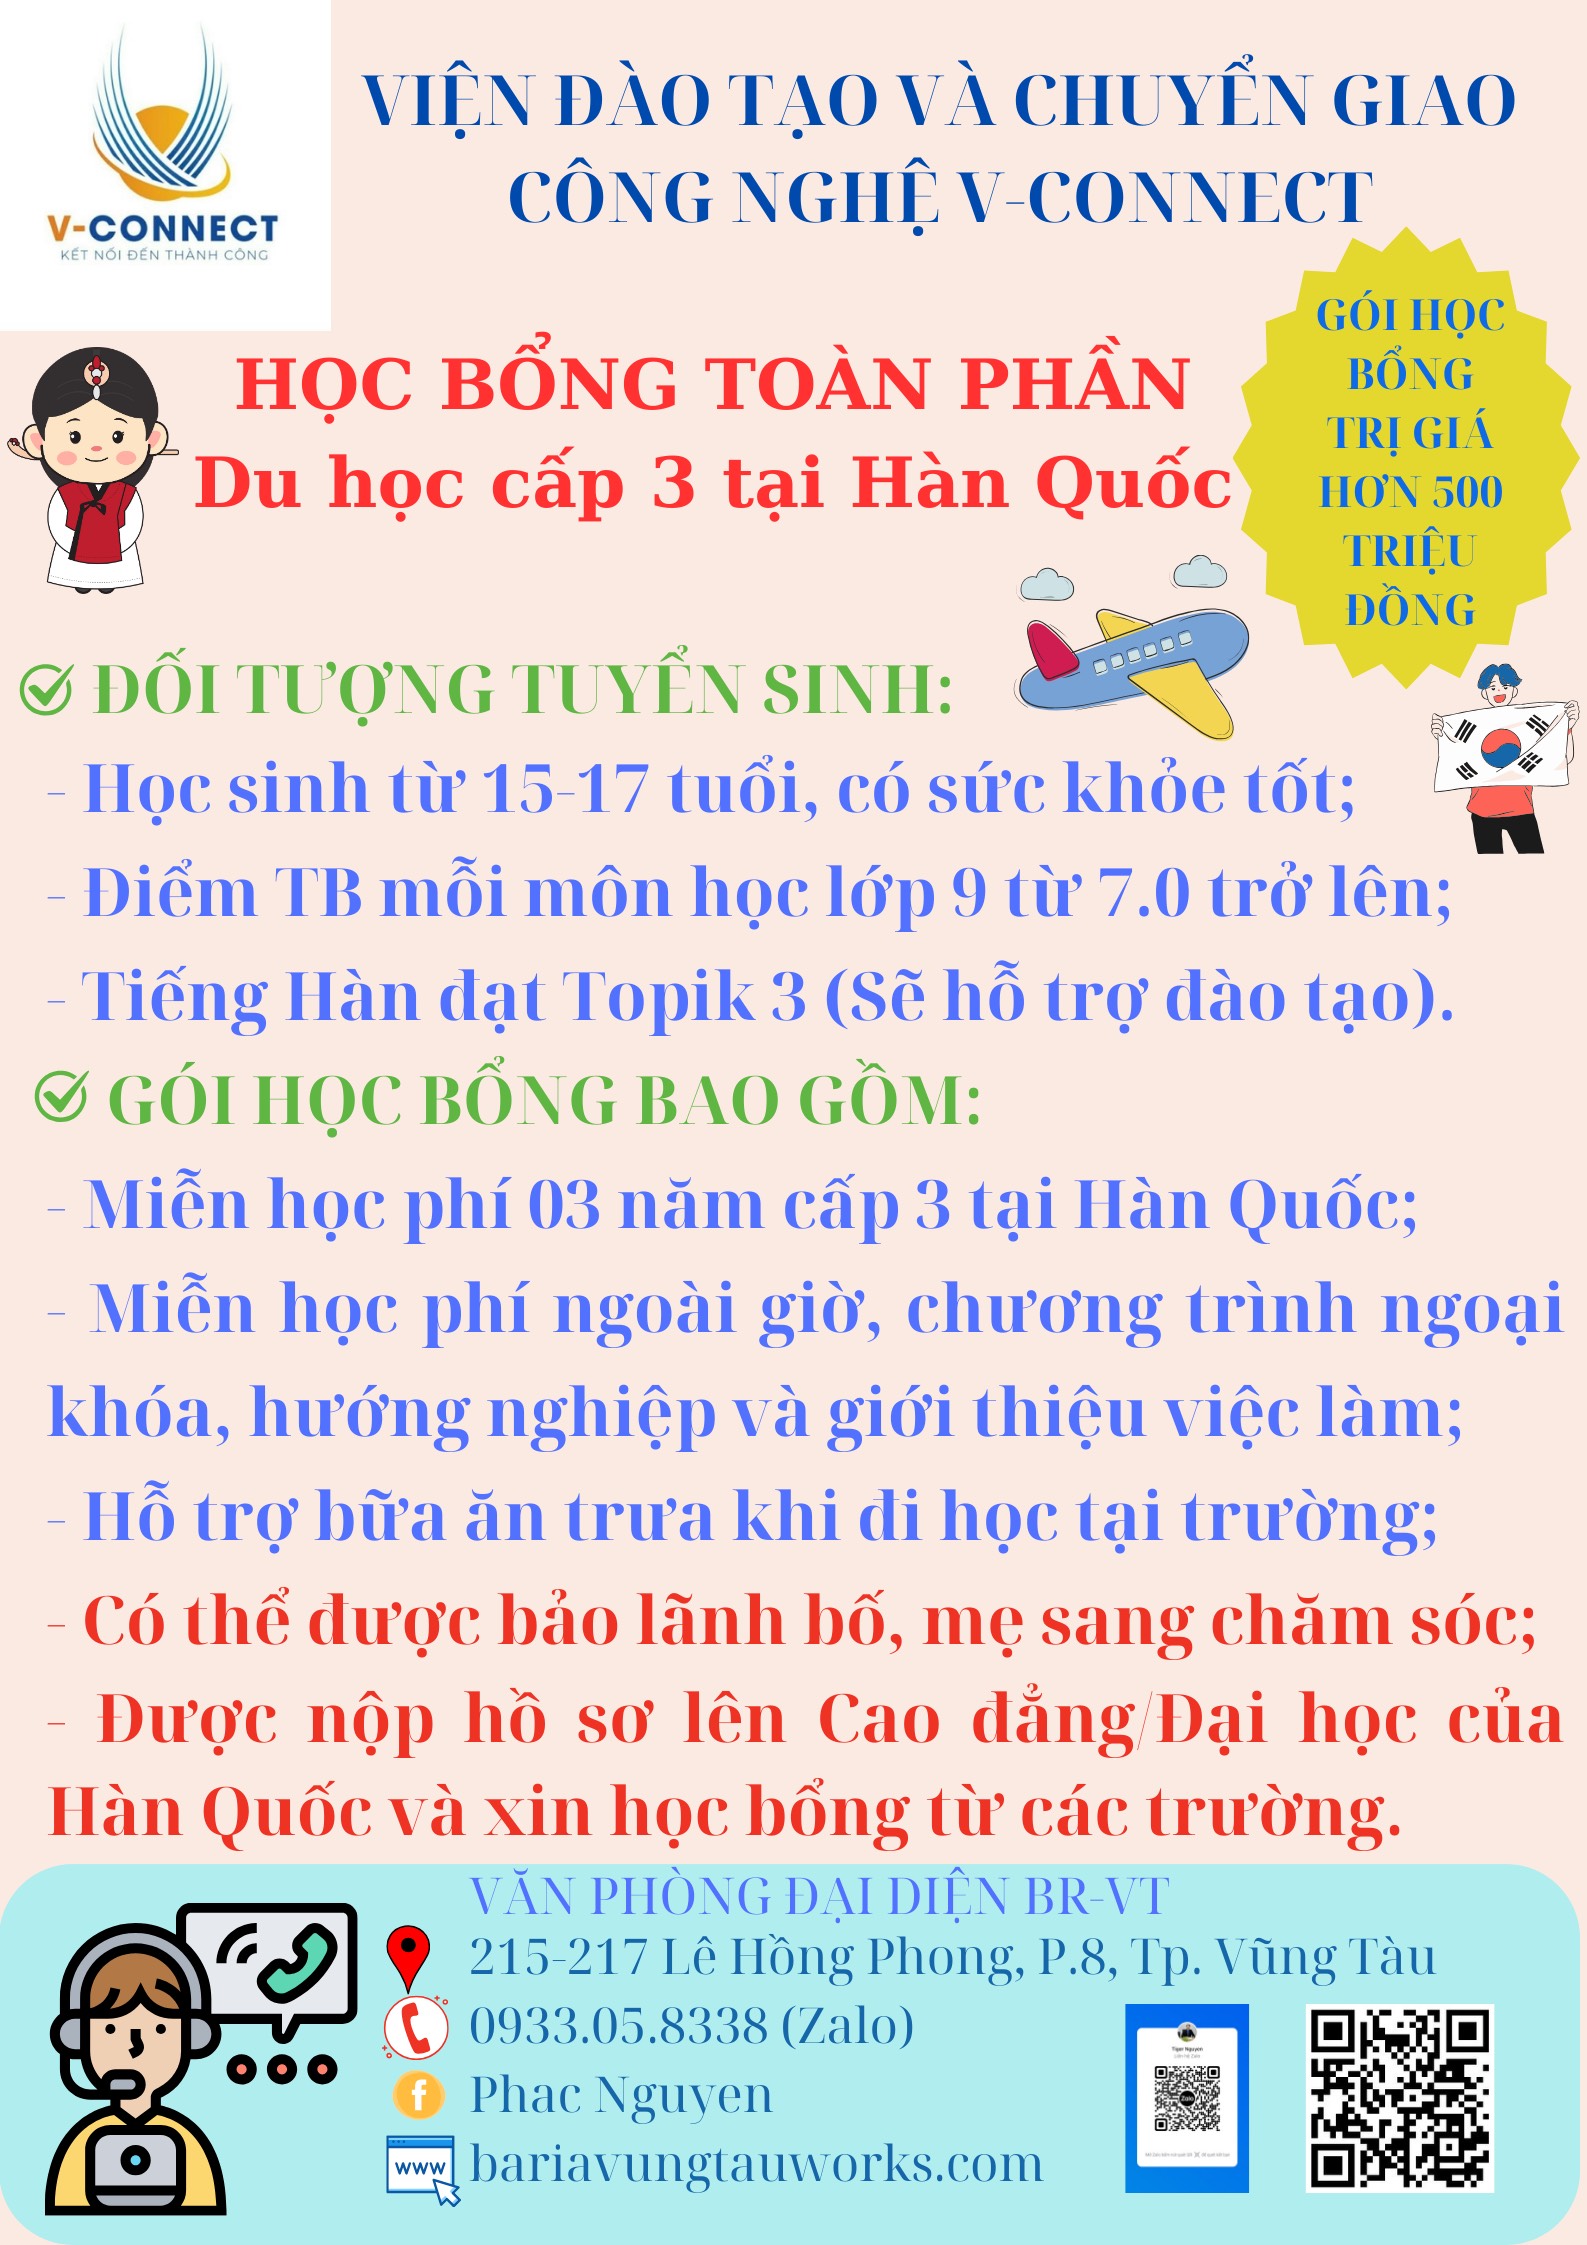 V-CONNECT
KẾT NỐI ĐẾN THÀNH CÔNG
VIỆN ĐÀO TẠO VÀ CHUYỂN GIAO
CÔNG NGHỆ V-CONNECT
HỌC BỔNG TOÀN PHẦN
Du học cấp 3 tại Hàn Quốc
GÓI HỌC
BỔNG
TRỊ GIÁ
HƠN 500
TRIỆU
ĐỒNG
ĐỐI TƯỢNG TUYỂN SINH:
- Học sinh từ 15-17 tuổi, có sức khỏe tốt;
- Điểm TB mỗi môn học lớp 9 từ 7.0 trở lên;
- Tiếng Hàn đạt Topik 3 (Sẽ hỗ trợ đào tạo).
GÓI HỌC BỔNG BAO GỒM:
- Miễn học phí 03 năm cấp 3 tại Hàn Quốc;
- Miễn học phí ngoài giờ, chương trình ngoại
khóa, hướng nghiệp và giới thiệu việc làm;
- Hỗ trợ bữa ăn trưa khi đi học tại trường;
- Có thể được bảo lãnh bố, mẹ sang chăm sóc;
- Được nộp hồ sơ lên Cao đẳng/Đại học của
Hàn Quốc và xin học bổng từ các trường.
VĂN PHÒNG ĐẠI DIỆN BR-VT
215-217 Lê Hồng Phong, P.8, Tp. Vũng Tàu
0933.05.8338 (Zalo)
Phac Nguyen
www
bariavungtauworks.com
Tiger Nguyen
Zalo